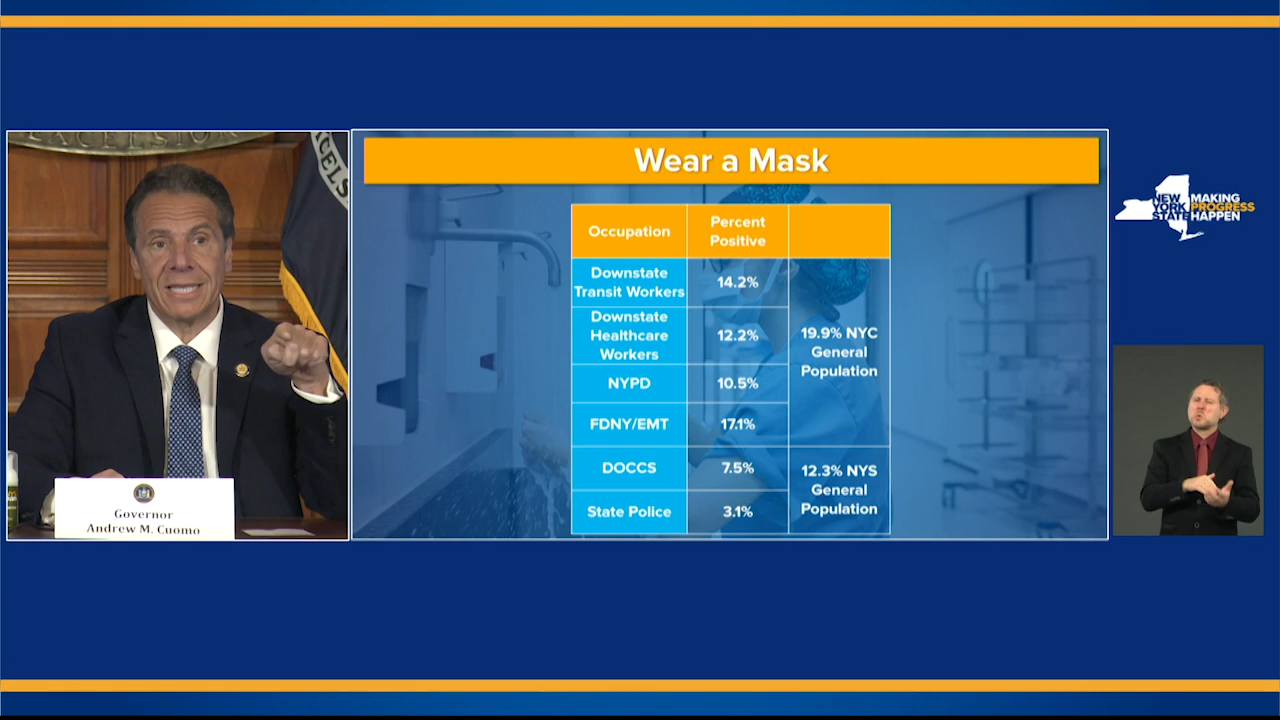 EXCELSIOR
EXCELS
Governor
Andrew M. Cuomo
Wear a Mask
Occupation
Percent
Positive
Downstate
Transit Workers
14.2%
Downstate
Healthcare
Workers
12.2%
NYPD
10.5%
FDNY/EMT
17.1%
19.9% NYC
General
Population
DOCCS
7.5%
State Police
3.1%
12.3% NYS
General
Population
NEW
YORK
STATE
MAKING
PROGRESS
HAPPEN